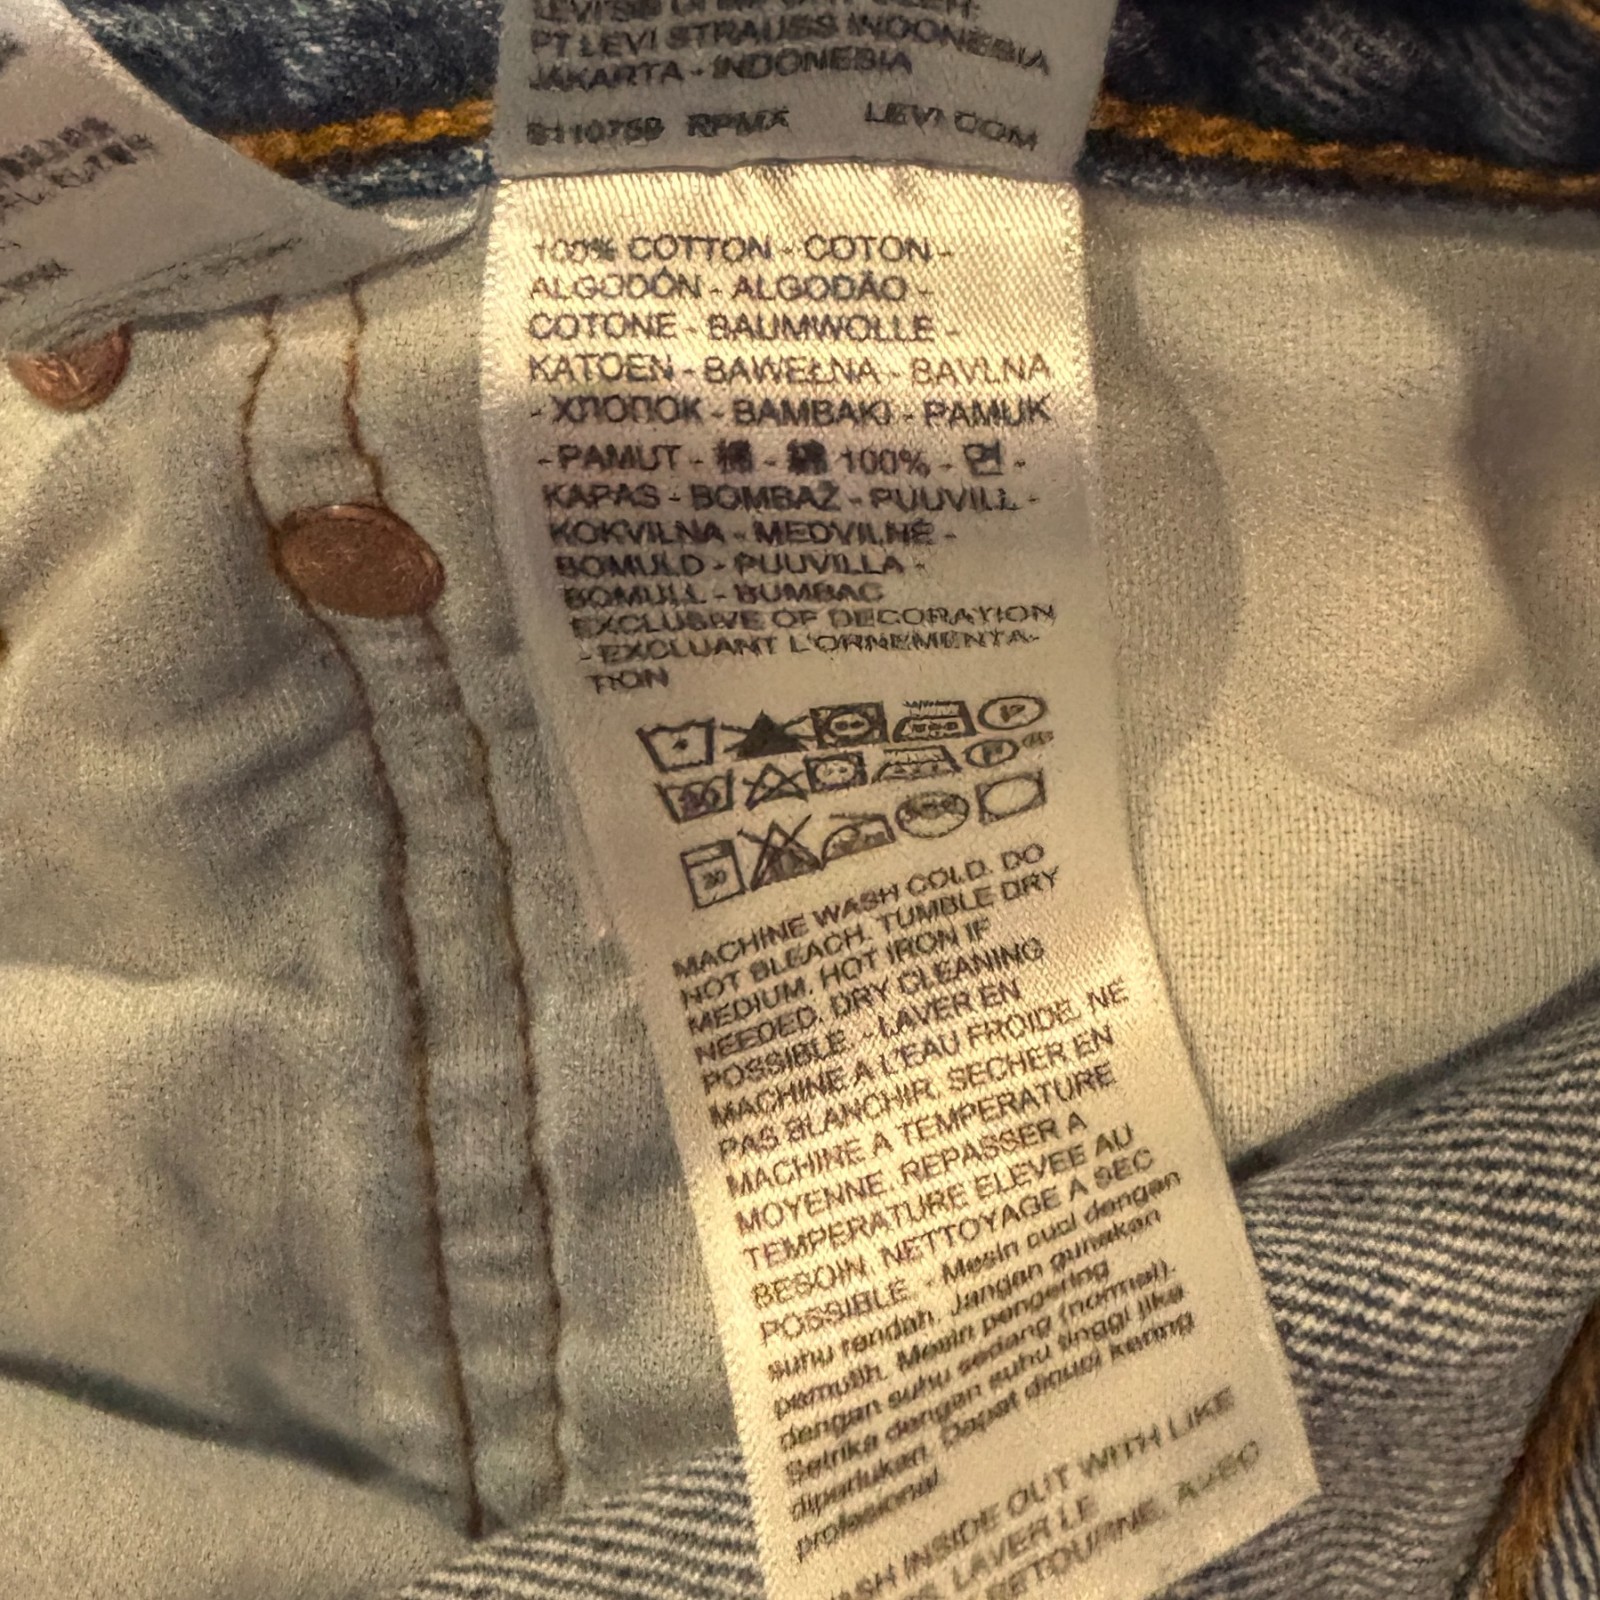 PT LEVI STRAUSS INDONESIA
JAKARTA - INDONESIA
RPMX LEVI.COM
100% COTTON - COTON -
ALGODÓN - ALGODÃO -
COTONE - BAUMWOLLE -
KATOEN - BAWEŁNA - BAVLNA
- ХЛОПОК - BAMBAKI - PAMUK
- PAMUT - 100% -
KAPAS - BOMBAŽ - PUUVILL -
KOKVILNA - MEDVILNĖ -
BOMULD - PUUVILLA -
BOMULL - BUMBAC
EXCLUSIVE OF DECORATION
- EXCLUANT L'ORNEMENTA-
TION
30
30
MACHINE WASH COLD. DO
NOT BLEACH. TUMBLE DRY
MEDIUM. HOT IRON IF
NEEDED. DRY CLEANING
POSSIBLE. - LAVER EN
MACHINE A L'EAU FROIDE. NE
PAS BLANCHIR. SECHER EN
MACHINE A TEMPERATURE
MOYENNE. REPASSER A
TEMPERATURE ELEVEE AU
BESOIN. NETTOYAGE A SEC
POSSIBLE. - Mesin cuci dengan
suhu rendah. Jangan gunakan
pemutih. Mesin pengering
dengan suhu sedang (normal).
Setrika dengan suhu tinggi jika
diperlukan. Dapat dicuci kering
profesional.
INSIDE OUT WITH LIKE
LAVER LE
AVEC